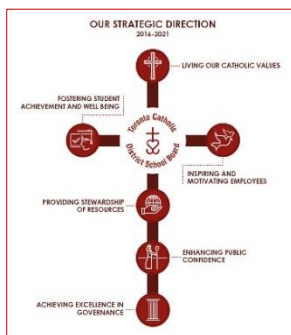 OUR STRATEGIC DIRECTION
2016-2021
LIVING OUR CATHOLIC VALUES
FOSTERING STUDENT
ACHIEVEMENT AND WELL BEING
Toronto Catholic
District School Board
INSPIRING AND
MOTIVATING EMPLOYEES
PROVIDING STEWARDSHIP
OF RESOURCES
ENHANCING PUBLIC
CONFIDENCE
ACHIEVING EXCELLENCE IN
GOVERNANCE